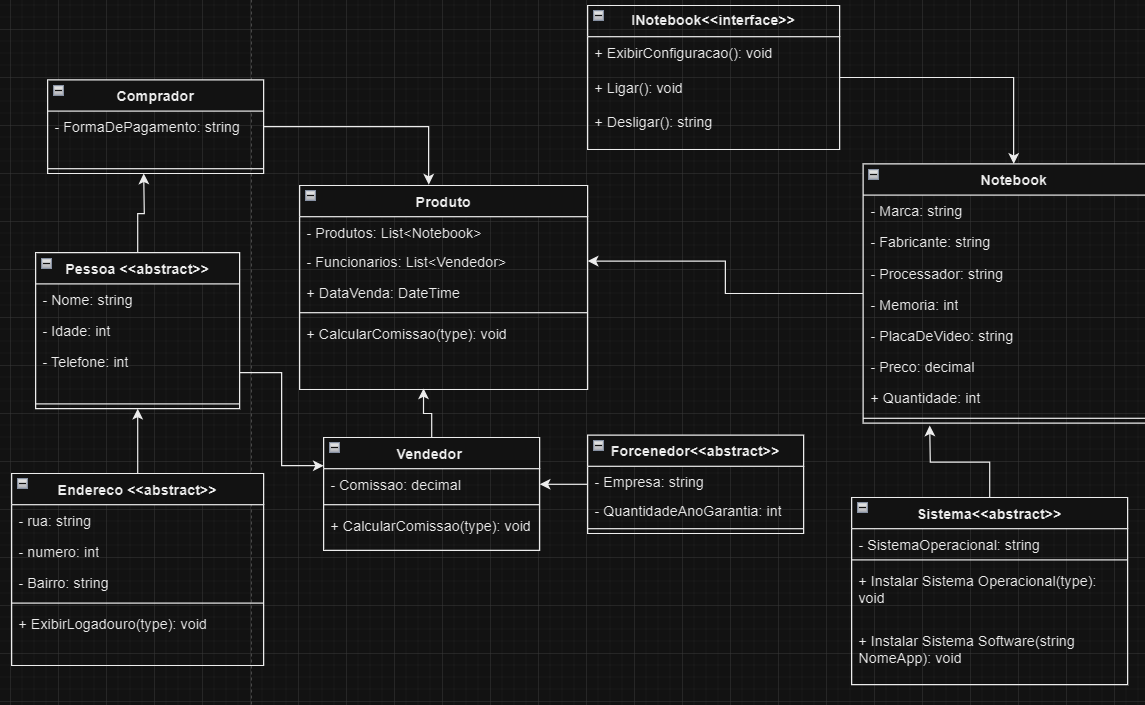 INotebook<<interface>>
+ ExibirConfiguracao(): void
+ Ligar(): void
+ Desligar(): string
Comprador
- FormaDePagamento: string
Notebook
- Marca: string
- Fabricante: string
- Processador: string
- Memoria: int
- PlacaDeVideo: string
- Preco: decimal
+ Quantidade: int
Produto
- Produtos: List<Notebook>
- Funcionarios: List<Vendedor>
+ DataVenda: DateTime
+ CalcularComissao(type): void
Pessoa <<abstract>>
- Nome: string
- Idade: int
- Telefone: int
Vendedor
- Comissao: decimal
+ CalcularComissao(type): void
Forcenedor<<abstract>>
- Empresa: string
- QuantidadeAnoGarantia: int
Endereco <<abstract>>
- rua: string
- numero: int
- Bairro: string
+ ExibirLogadouro(type): void
Sistema<<abstract>>
- SistemaOperacional: string
+ Instalar Sistema Operacional(type):
void
+ Instalar Sistema Software(string
NomeApp): void